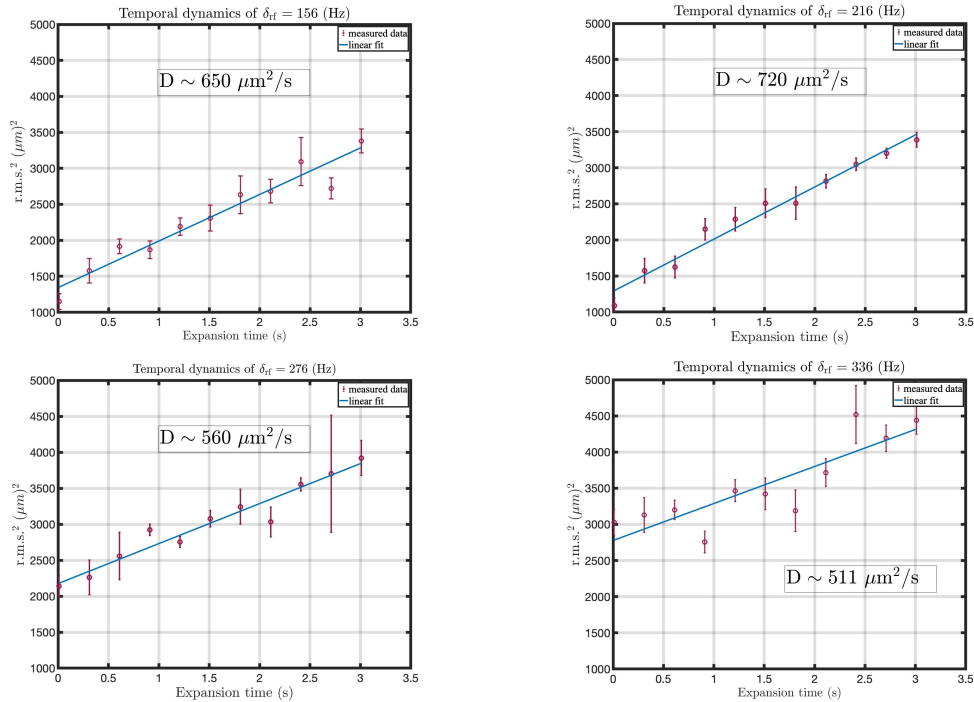 Temporal dynamics of δrf = 156 (Hz)
5000
4500
4000
3500
3000
2500
2000
1500
1000
r.m.s.² (μm)²
measured data
linear fit
D ∼ 650 μm²/s
0 0.5 1 1.5 2 2.5 3 3.5
Expansion time (s)
Temporal dynamics of δrf = 216 (Hz)
5000
4500
4000
3500
3000
2500
2000
1500
1000
r.m.s.² (μm)²
measured data
linear fit
D ∼ 720 μm²/s
0 0.5 1 1.5 2 2.5 3 3.5
Expansion time (s)
Temporal dynamics of δrf = 276 (Hz)
5000
4500
4000
3500
3000
2500
2000
1500
1000
r.m.s.² (μm)²
measured data
linear fit
D ∼ 560 μm²/s
0 0.5 1 1.5 2 2.5 3 3.5
Expansion time (s)
Temporal dynamics of δrf = 336 (Hz)
5000
4500
4000
3500
3000
2500
2000
1500
1000
r.m.s.² (μm)²
measured data
linear fit
D ∼ 511 μm²/s
0 0.5 1 1.5 2 2.5 3 3.5
Expansion time (s)